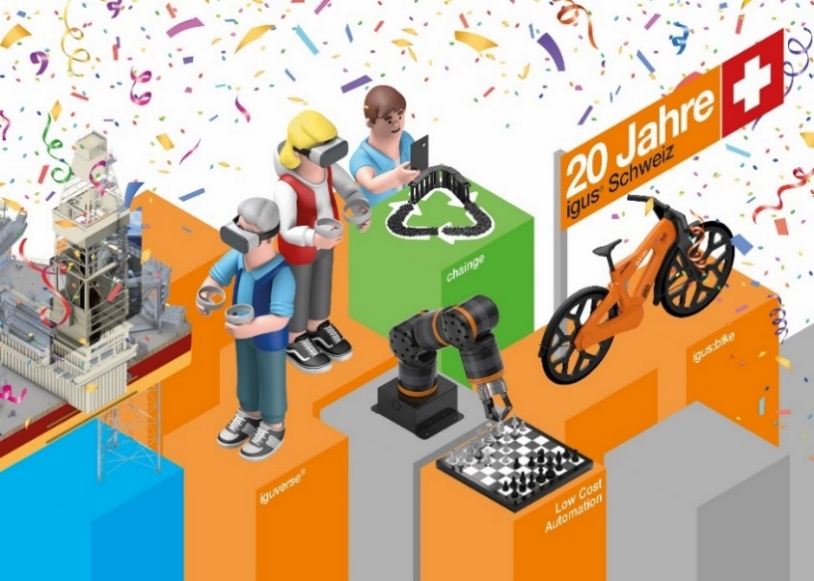 20 Jahre
igus® Schweiz
chainge
igus:bike
iguverse®
Low Cost
Automation